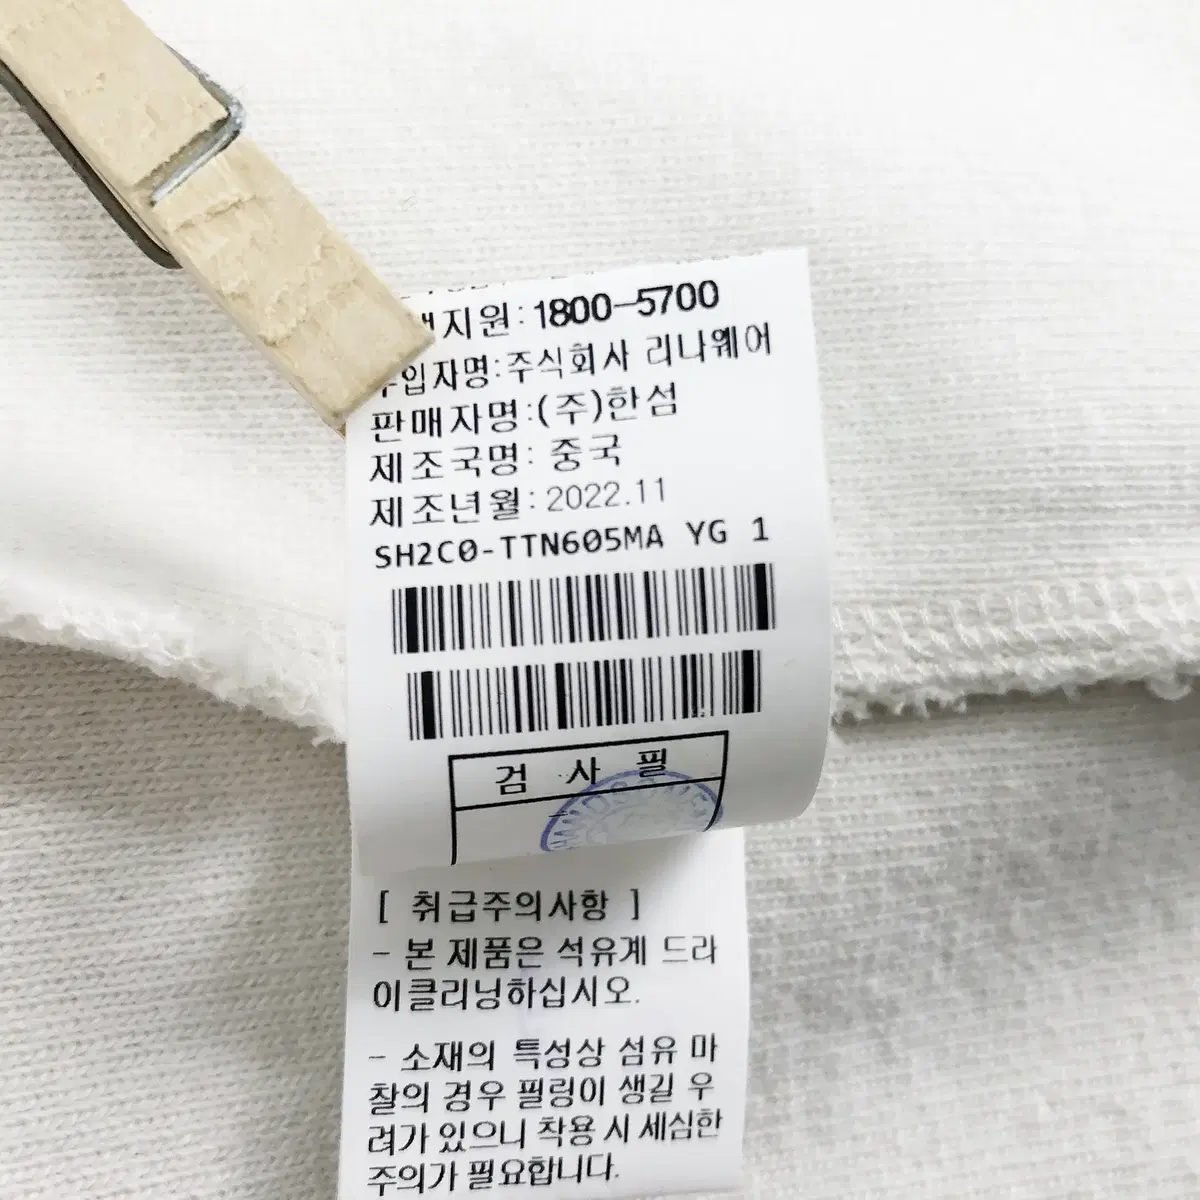 지원:1800-5700
입자명:주식회사 리나웨어
판매자명:(주)한섬
제조국명: 중국
제조년월:2022.11
SH2C0-TTN605MA YG 1
검 사 필
[ 취급주의사항 ]
- 본 제품은 석유계 드라
이클리닝하십시오.
- 소재의 특성상 섬유 마
찰의 경우 필링이 생길 우
려가 있으니 착용 시 세심한
주의가 필요합니다.